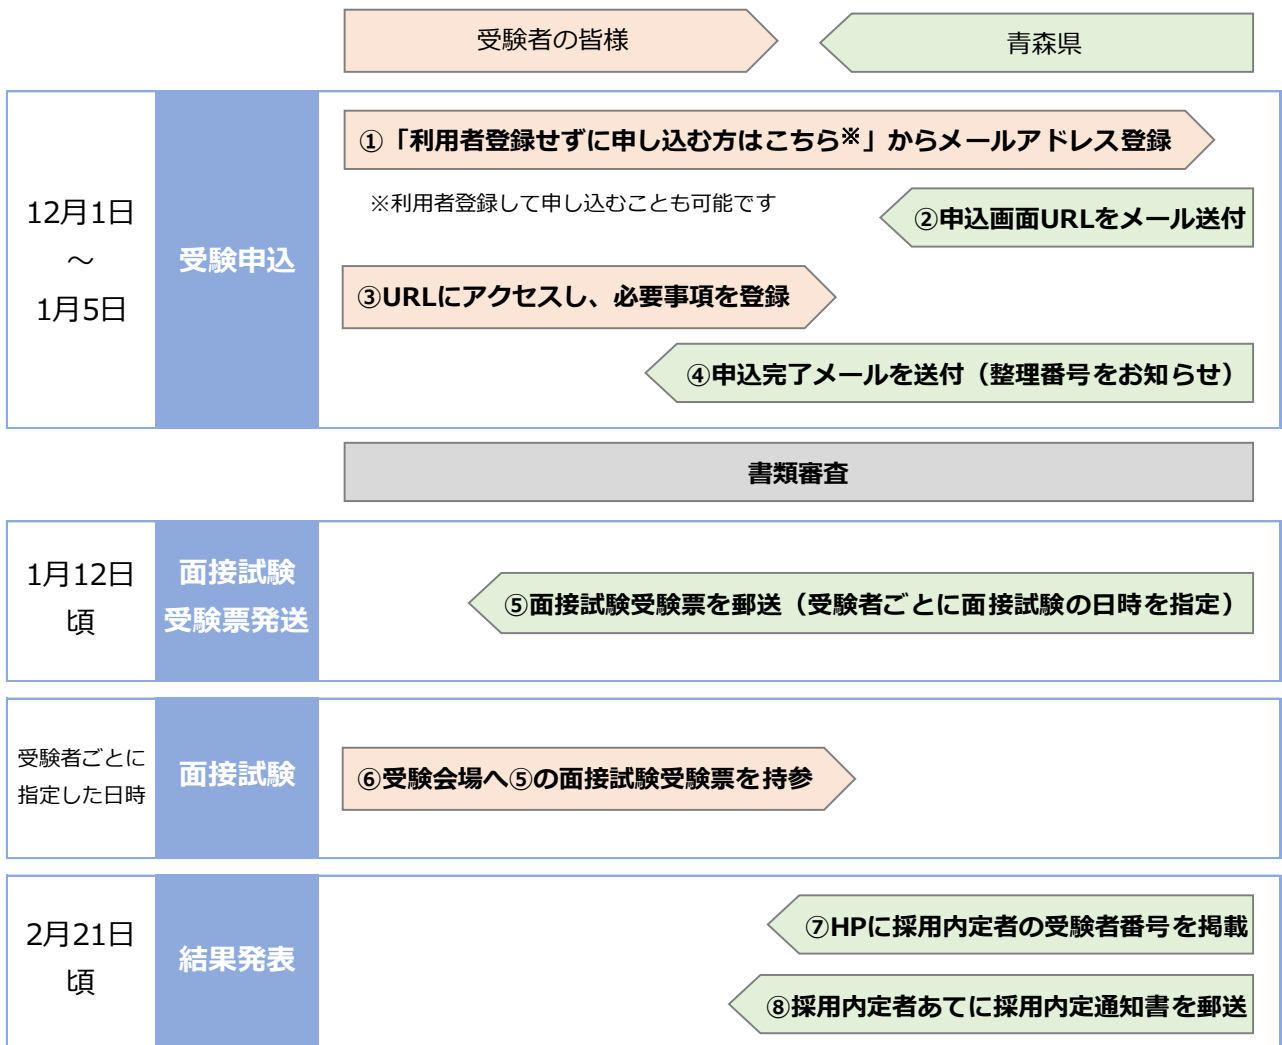 受験者の皆様
青森県
12月1日
～
1月5日
受験申込
①「利用者登録せずに申し込む方はこちら※」からメールアドレス登録
※利用者登録して申し込むことも可能です
②申込画面URLをメール送付
③URLにアクセスし、必要事項を登録
④申込完了メールを送付（整理番号をお知らせ）
書類審査
1月12日
頃
面接試験
受験票発送
⑤面接試験受験票を郵送（受験者ごとに面接試験の日時を指定）
受験者ごとに
指定した日時
面接試験
⑥受験会場へ⑤の面接試験受験票を持参
2月21日
頃
結果発表
⑦HPに採用内定者の受験者番号を掲載
⑧採用内定者あてに採用内定通知書を郵送